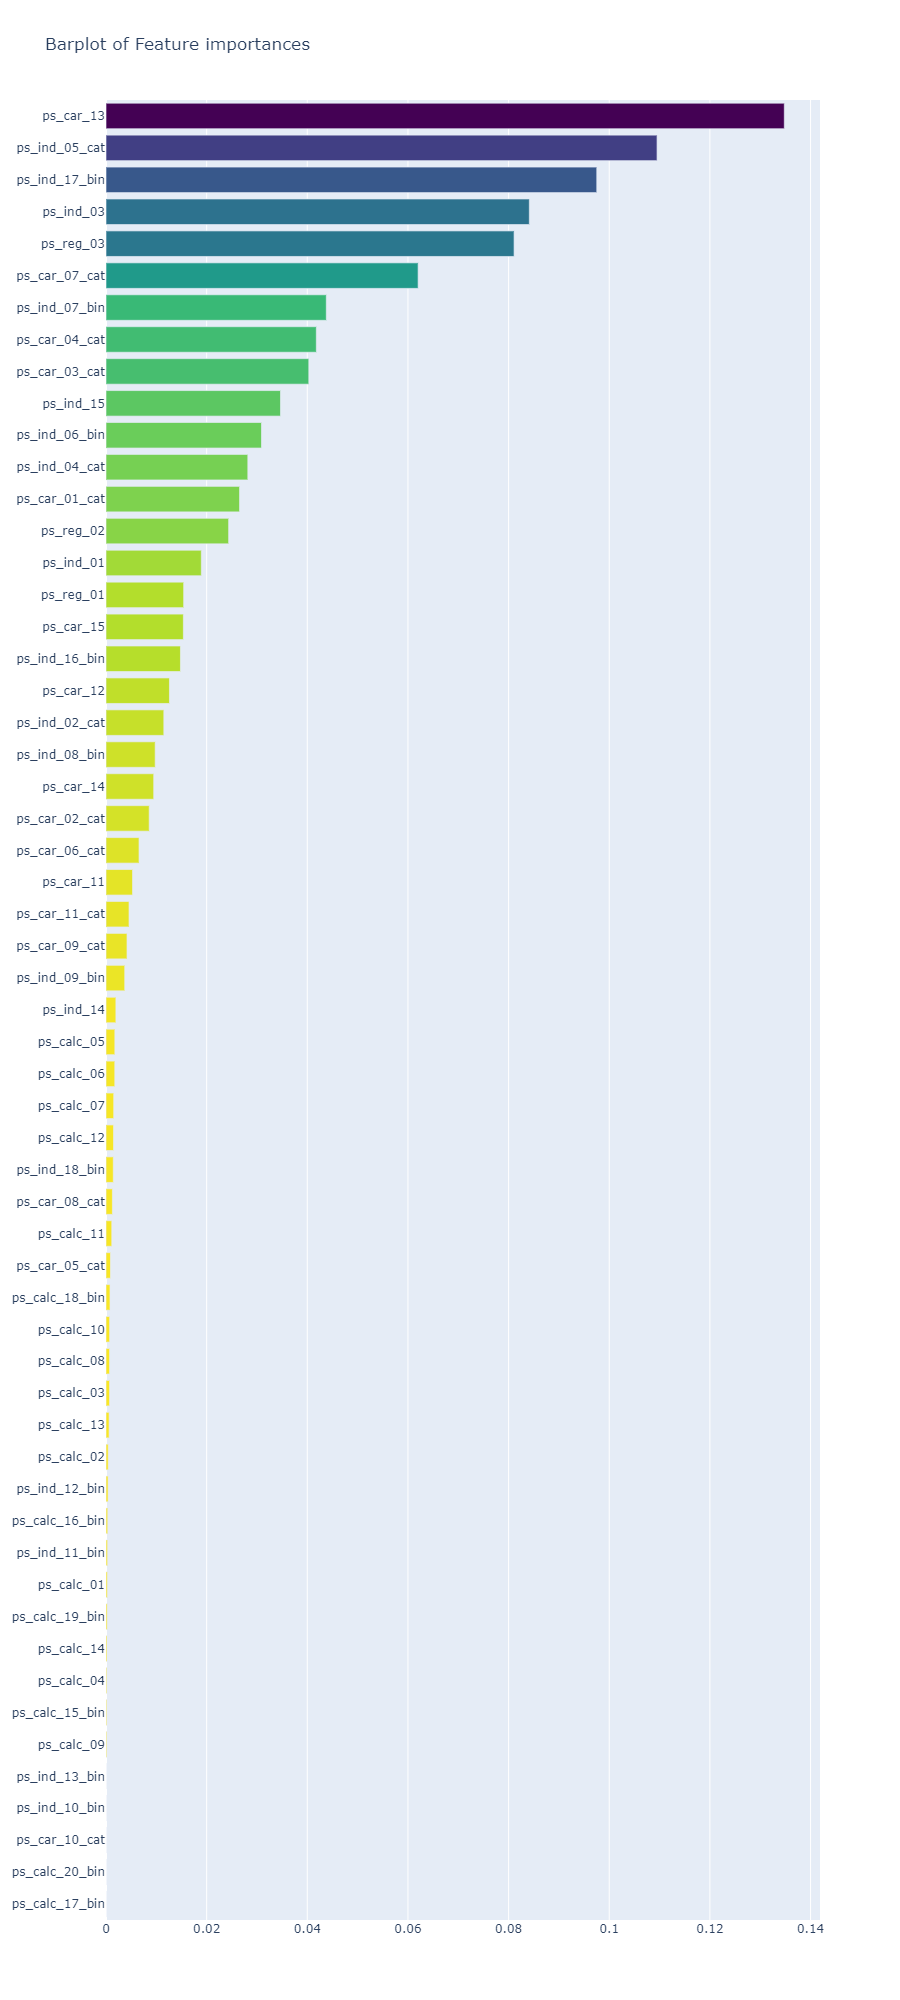 Barplot of Feature importances
ps_car_13
ps_ind_05_cat
ps_ind_17_bin
ps_ind_03
ps_reg_03
ps_car_07_cat
ps_ind_07_bin
ps_car_04_cat
ps_car_03_cat
ps_ind_15
ps_ind_06_bin
ps_ind_04_cat
ps_car_01_cat
ps_reg_02
ps_ind_01
ps_reg_01
ps_car_15
ps_ind_16_bin
ps_car_12
ps_ind_02_cat
ps_ind_08_bin
ps_car_14
ps_car_02_cat
ps_car_06_cat
ps_car_11
ps_car_11_cat
ps_car_09_cat
ps_ind_09_bin
ps_ind_14
ps_calc_05
ps_calc_06
ps_calc_07
ps_calc_12
ps_ind_18_bin
ps_car_08_cat
ps_calc_11
ps_car_05_cat
ps_calc_18_bin
ps_calc_10
ps_calc_08
ps_calc_03
ps_calc_13
ps_calc_02
ps_ind_12_bin
ps_calc_16_bin
ps_ind_11_bin
ps_calc_01
ps_calc_19_bin
ps_calc_14
ps_calc_04
ps_calc_15_bin
ps_calc_09
ps_ind_13_bin
ps_ind_10_bin
ps_car_10_cat
ps_calc_20_bin
ps_calc_17_bin
0 0.02 0.04 0.06 0.08 0.1 0.12 0.14